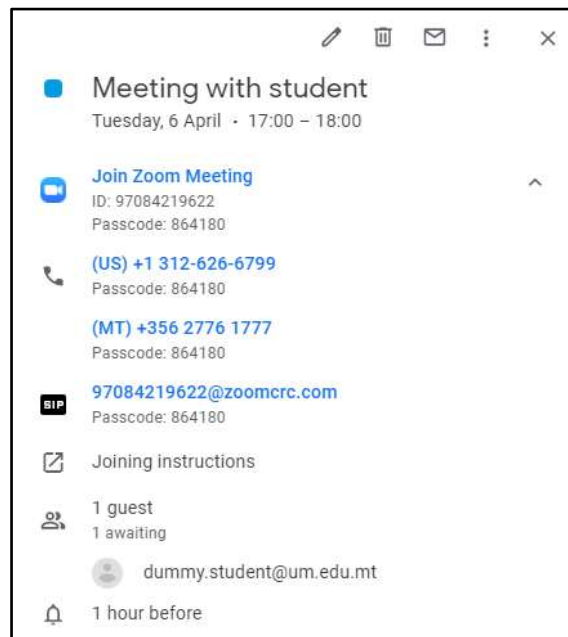 Meeting with student
Tuesday, 6 April • 17:00 – 18:00
Join Zoom Meeting
ID: 97084219622
Passcode: 864180
(US) +1 312-626-6799
Passcode: 864180
(MT) +356 2776 1777
Passcode: 864180
SIP
97084219622@zoomcrc.com
Passcode: 864180
Joining instructions
1 guest
1 awaiting
dummy.student@um.edu.mt
1 hour before